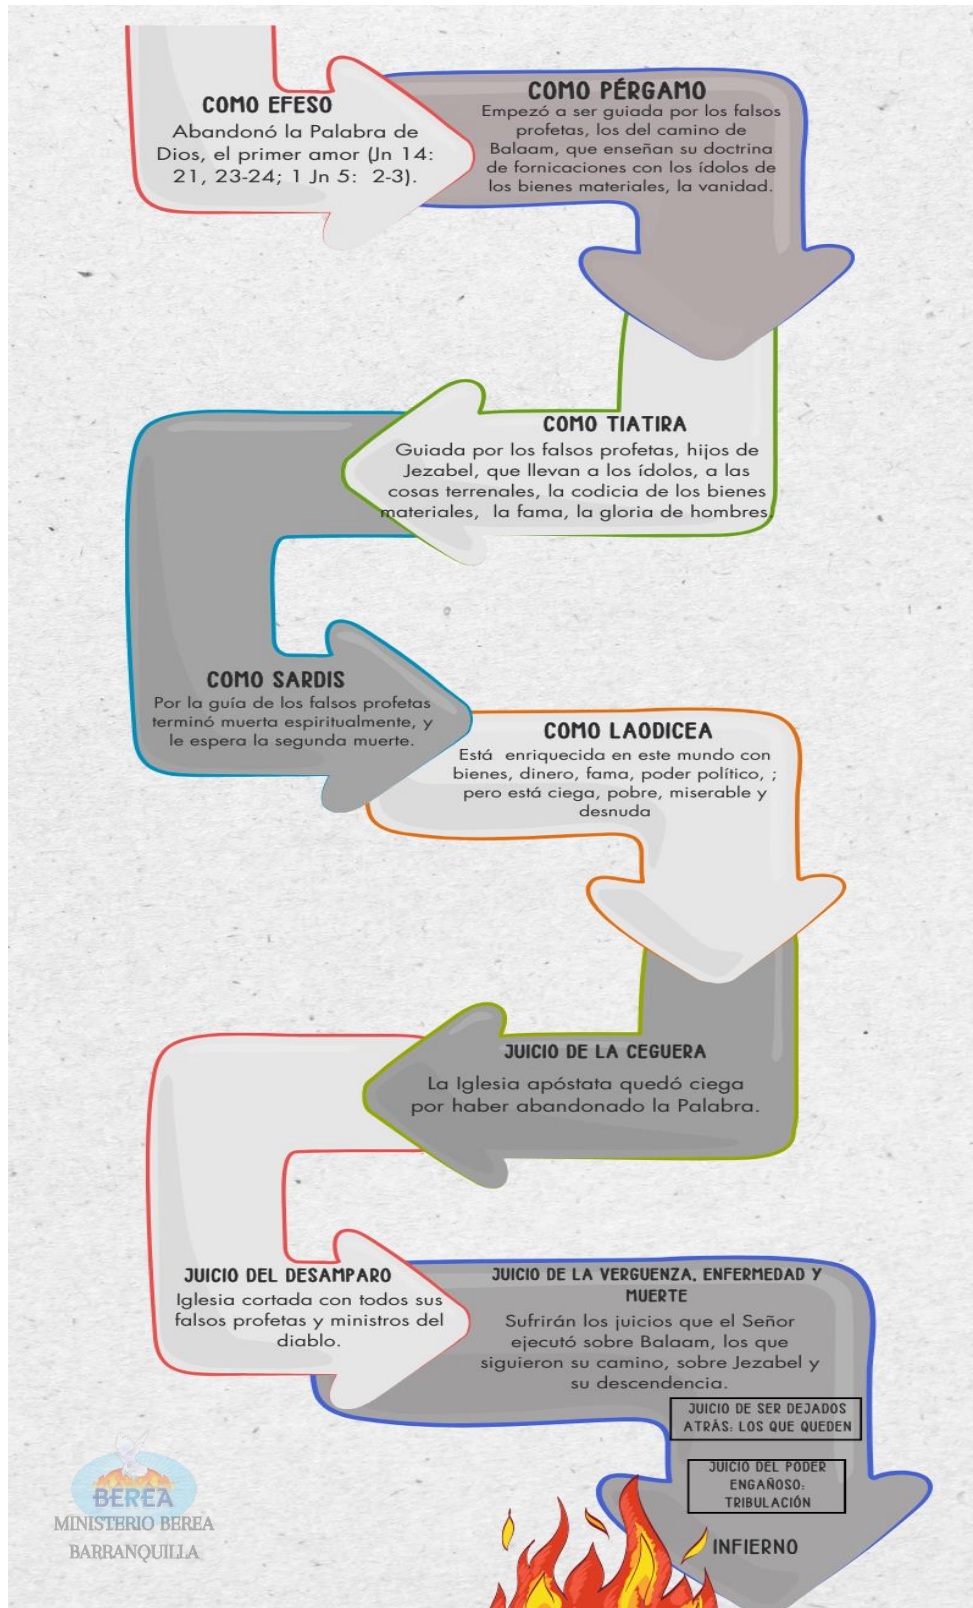 COMO EFESO
Abandonó la Palabra de
Dios, el primer amor (Jn 14:
21, 23-24; 1 Jn 5: 2-3).
COMO PÉRGAMO
Empezó a ser guiada por los falsos
profetas, los del camino de
Balaam, que enseñan su doctrina
de fornicaciones con los ídolos de
los bienes materiales, la vanidad.
COMO TIATIRA
Guiada por los falsos profetas, hijos de
Jezabel, que llevan a los ídolos, a las
cosas terrenales, la codicia de los bienes
materiales, la fama, la gloria de hombres.
COMO SARDIS
Por la guía de los falsos profetas
terminó muerta espiritualmente, y
le espera la segunda muerte.
COMO LAODICEA
Está enriquecida en este mundo con
bienes, dinero, fama, poder político, ;
pero está ciega, pobre, miserable y
desnuda
JUICIO DE LA CEGUERA
La Iglesia apóstata quedó ciega
por haber abandonado la Palabra.
JUICIO DEL DESAMPARO
Iglesia cortada con todos sus
falsos profetas y ministros del
diablo.
JUICIO DE LA VERGUENZA, ENFERMEDAD Y
MUERTE
Sufrirán los juicios que el Señor
ejecutó sobre Balaam, los que
siguieron su camino, sobre Jezabel y
su descendencia.
JUICIO DE SER DEJADOS
ATRÁS: LOS QUE QUEDEN
JUICIO DEL PODER
ENGAÑOSO:
TRIBULACIÓN
INFIERNO
BEREA
MINISTERIO BEREA
BARRANQUILLA